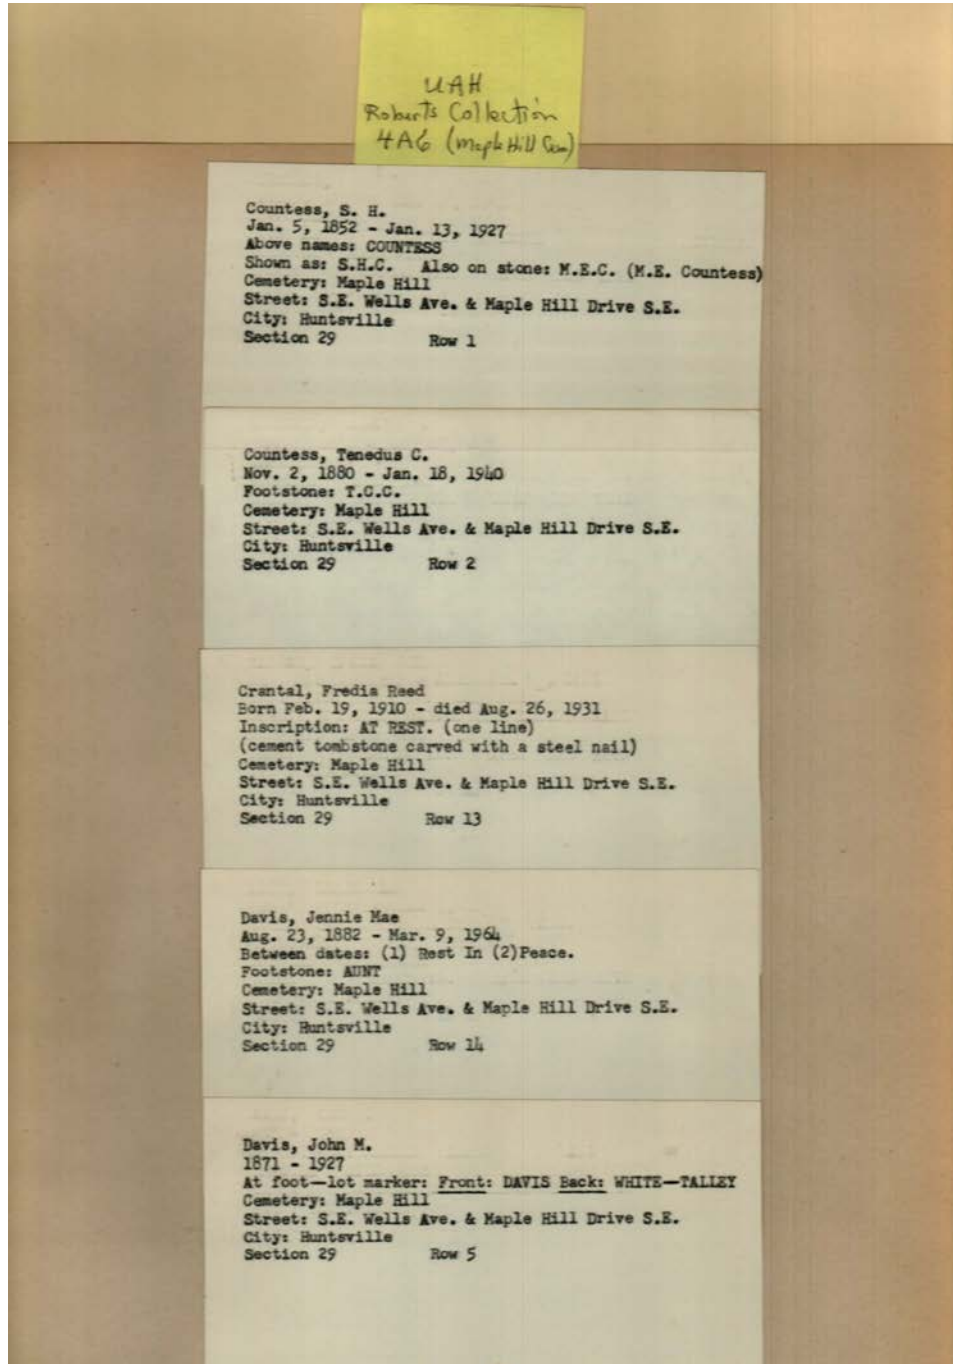 UAH
Roberts Collection
4A6 (Maple Hill Cem)
Countess, S. H.
Jan. 5, 1852 - Jan. 13, 1927
Above names: COUNTESS
Shown as: S.H.C. Also on stone: M.E.C. (M.E. Countess)
Cemetery: Maple Hill
Street: S.E. Wells Ave. & Maple Hill Drive S.E.
City: Huntsville
Section 29 Row 1
Countess, Tenedus C.
Nov. 2, 1880 - Jan. 18, 1940
Footstone: T.C.C.
Cemetery: Maple Hill
Street: S.E. Wells Ave. & Maple Hill Drive S.E.
City: Huntsville
Section 29 Row 2
Crantal, Fredia Reed
Born Feb. 19, 1910 - died Aug. 26, 1931
Inscription: AT REST. (one line)
(cement tombstone carved with a steel nail)
Cemetery: Maple Hill
Street: S.E. Wells Ave. & Maple Hill Drive S.E.
City: Huntsville
Section 29 Row 13
Davis, Jennie Mae
Aug. 23, 1882 - Mar. 9, 1964
Between dates: (1) Rest In (2)Peace.
Footstone: AUNT
Cemetery: Maple Hill
Street: S.E. Wells Ave. & Maple Hill Drive S.E.
City: Huntsville
Section 29 Row 14
Davis, John M.
1871 - 1927
At foot—lot marker: Front: DAVIS Back: WHITE—TALLEY
Cemetery: Maple Hill
Street: S.E. Wells Ave. & Maple Hill Drive S.E.
City: Huntsville
Section 29 Row 5